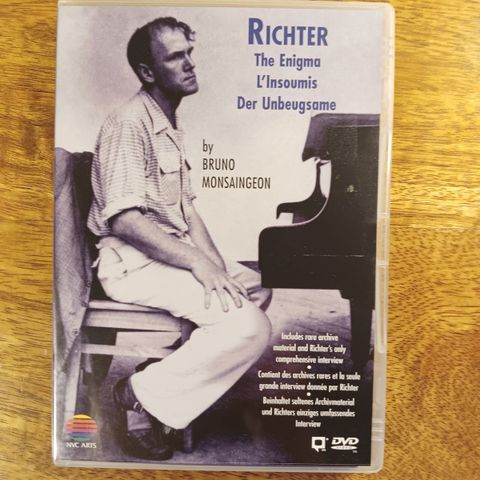 RICHTER
The Enigma
L'Insoumis
Der Unbeugsame
by
BRUNO
MONSAINGEON
Includes rare archive
material and Richter's only
comprehensive interview
•
Contient des archives rares et la seule
grande interview donnée par Richter
•
Beinhaltet seltenes Archivmaterial
und Richters einziges umfassendes
Interview
NVC ARTS
DVD
VIDEO